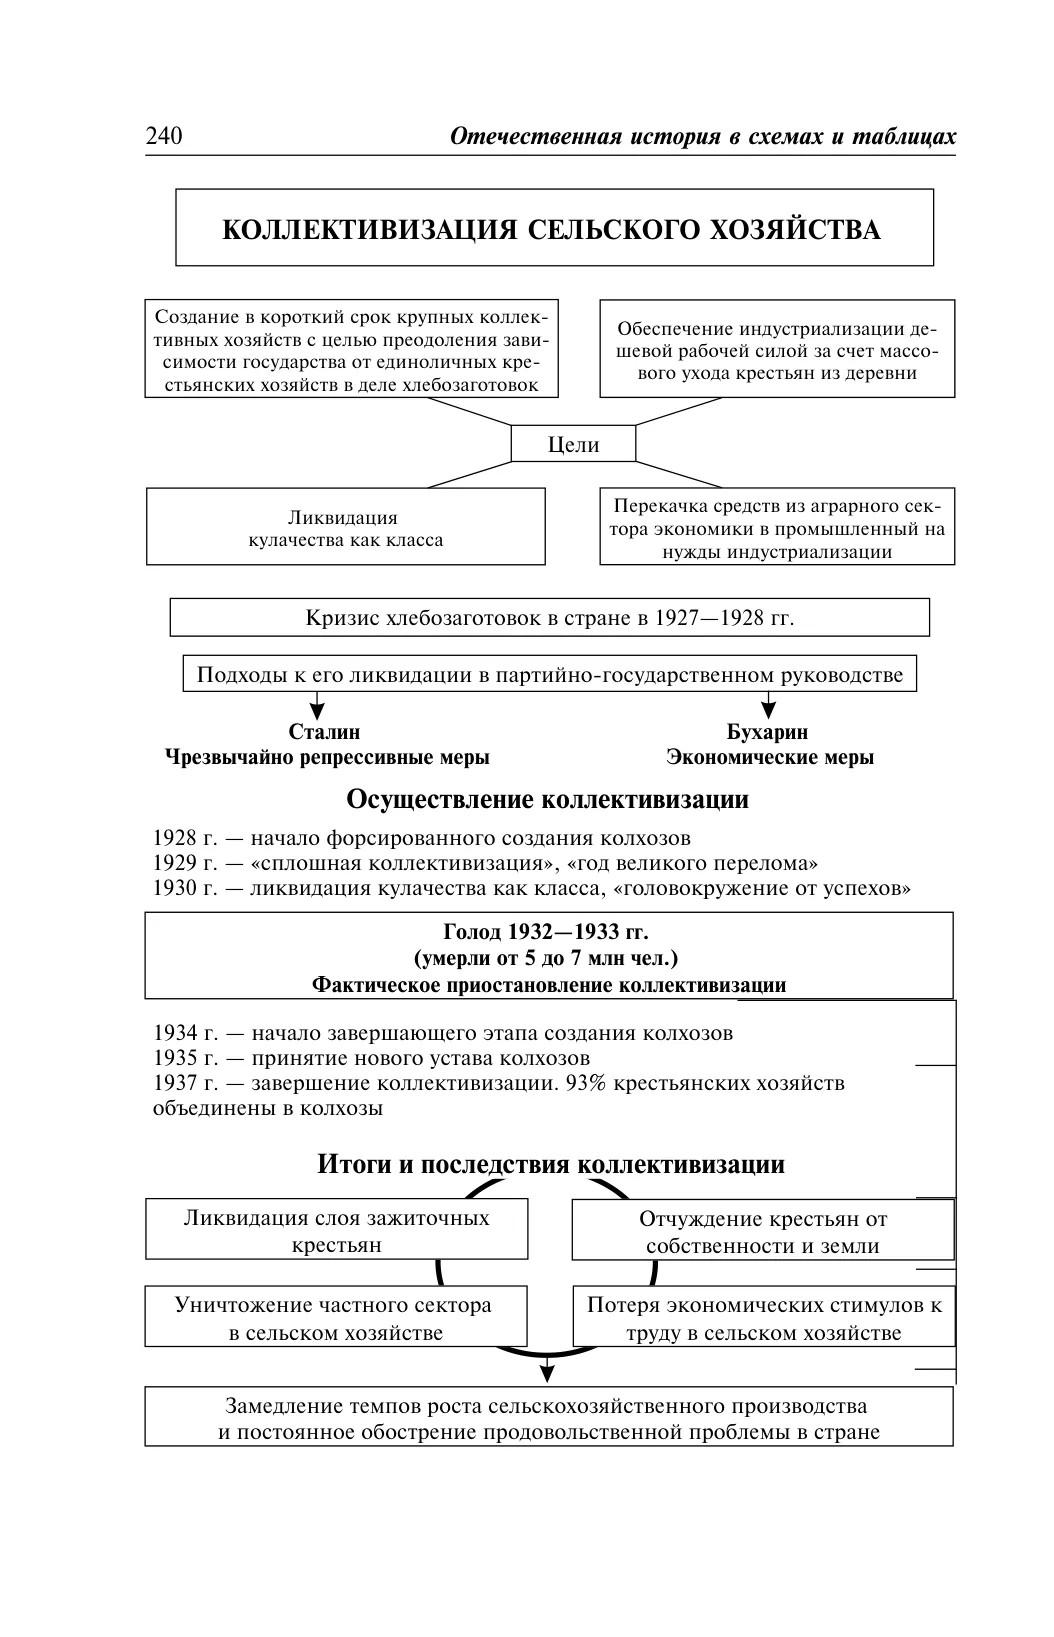 240
Отечественная история в схемах и таблицах
КОЛЛЕКТИВИЗАЦИЯ СЕЛЬСКОГО ХОЗЯЙСТВА
Создание в короткий срок крупных коллек-
тивных хозяйств с целью преодоления зави-
симости государства от единоличных кре-
стьянских хозяйств в деле хлебозаготовок
Обеспечение индустриализации де-
шевой рабочей силой за счет массо-
вого ухода крестьян из деревни
Цели
Ликвидация
кулачества как класса
Перекачка средств из аграрного сек-
тора экономики в промышленный на
нужды индустриализации
Кризис хлебозаготовок в стране в 1927—1928 гг.
Подходы к его ликвидации в партийно-государственном руководстве
Сталин
Чрезвычайно репрессивные меры
Бухарин
Экономические меры
Осуществление коллективизации
1928 г. — начало форсированного создания колхозов
1929 г. — «сплошная коллективизация», «год великого перелома»
1930 г. — ликвидация кулачества как класса, «головокружение от успехов»
Голод 1932—1933 гг.
(умерли от 5 до 7 млн чел.)
Фактическое приостановление коллективизации
1934 г. — начало завершающего этапа создания колхозов
1935 г. — принятие нового устава колхозов
1937 г. — завершение коллективизации. 93% крестьянских хозяйств
объединены в колхозы
Итоги и последствия коллективизации
Ликвидация слоя зажиточных
крестьян
Отчуждение крестьян от
собственности и земли
Уничтожение частного сектора
в сельском хозяйстве
Потеря экономических стимулов к
труду в сельском хозяйстве
Замедление темпов роста сельскохозяйственного производства
и постоянное обострение продовольственной проблемы в стране